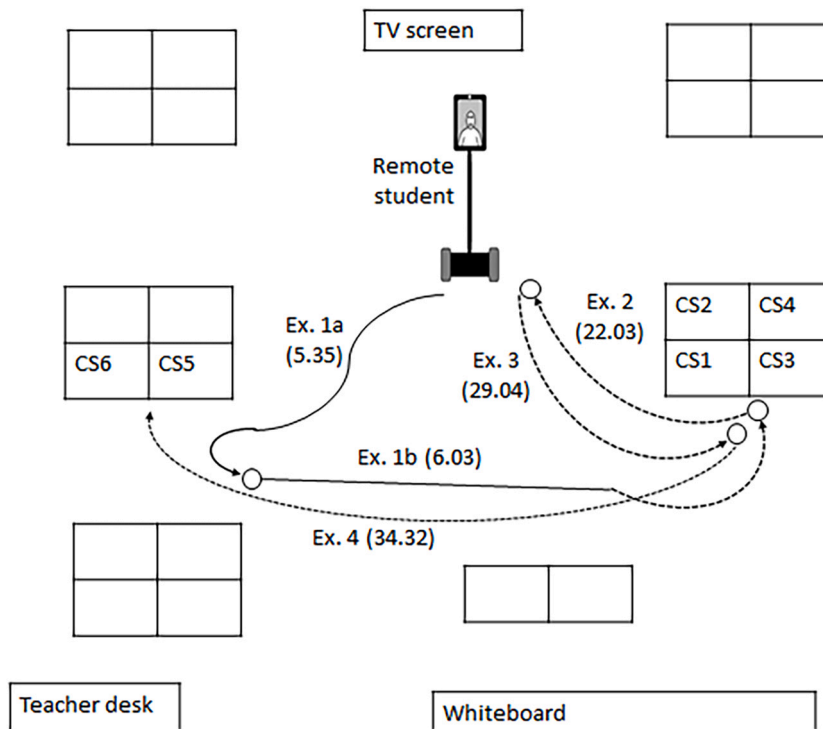 TV screen
Remote
student
Ex. 1a
(5.35)
Ex. 2
(22.03)
CS2 CS4
CS1 CS3
Ex. 3
(29.04)
CS6 CS5
Ex. 1b (6.03)
Ex. 4 (34.32)
Teacher desk
Whiteboard